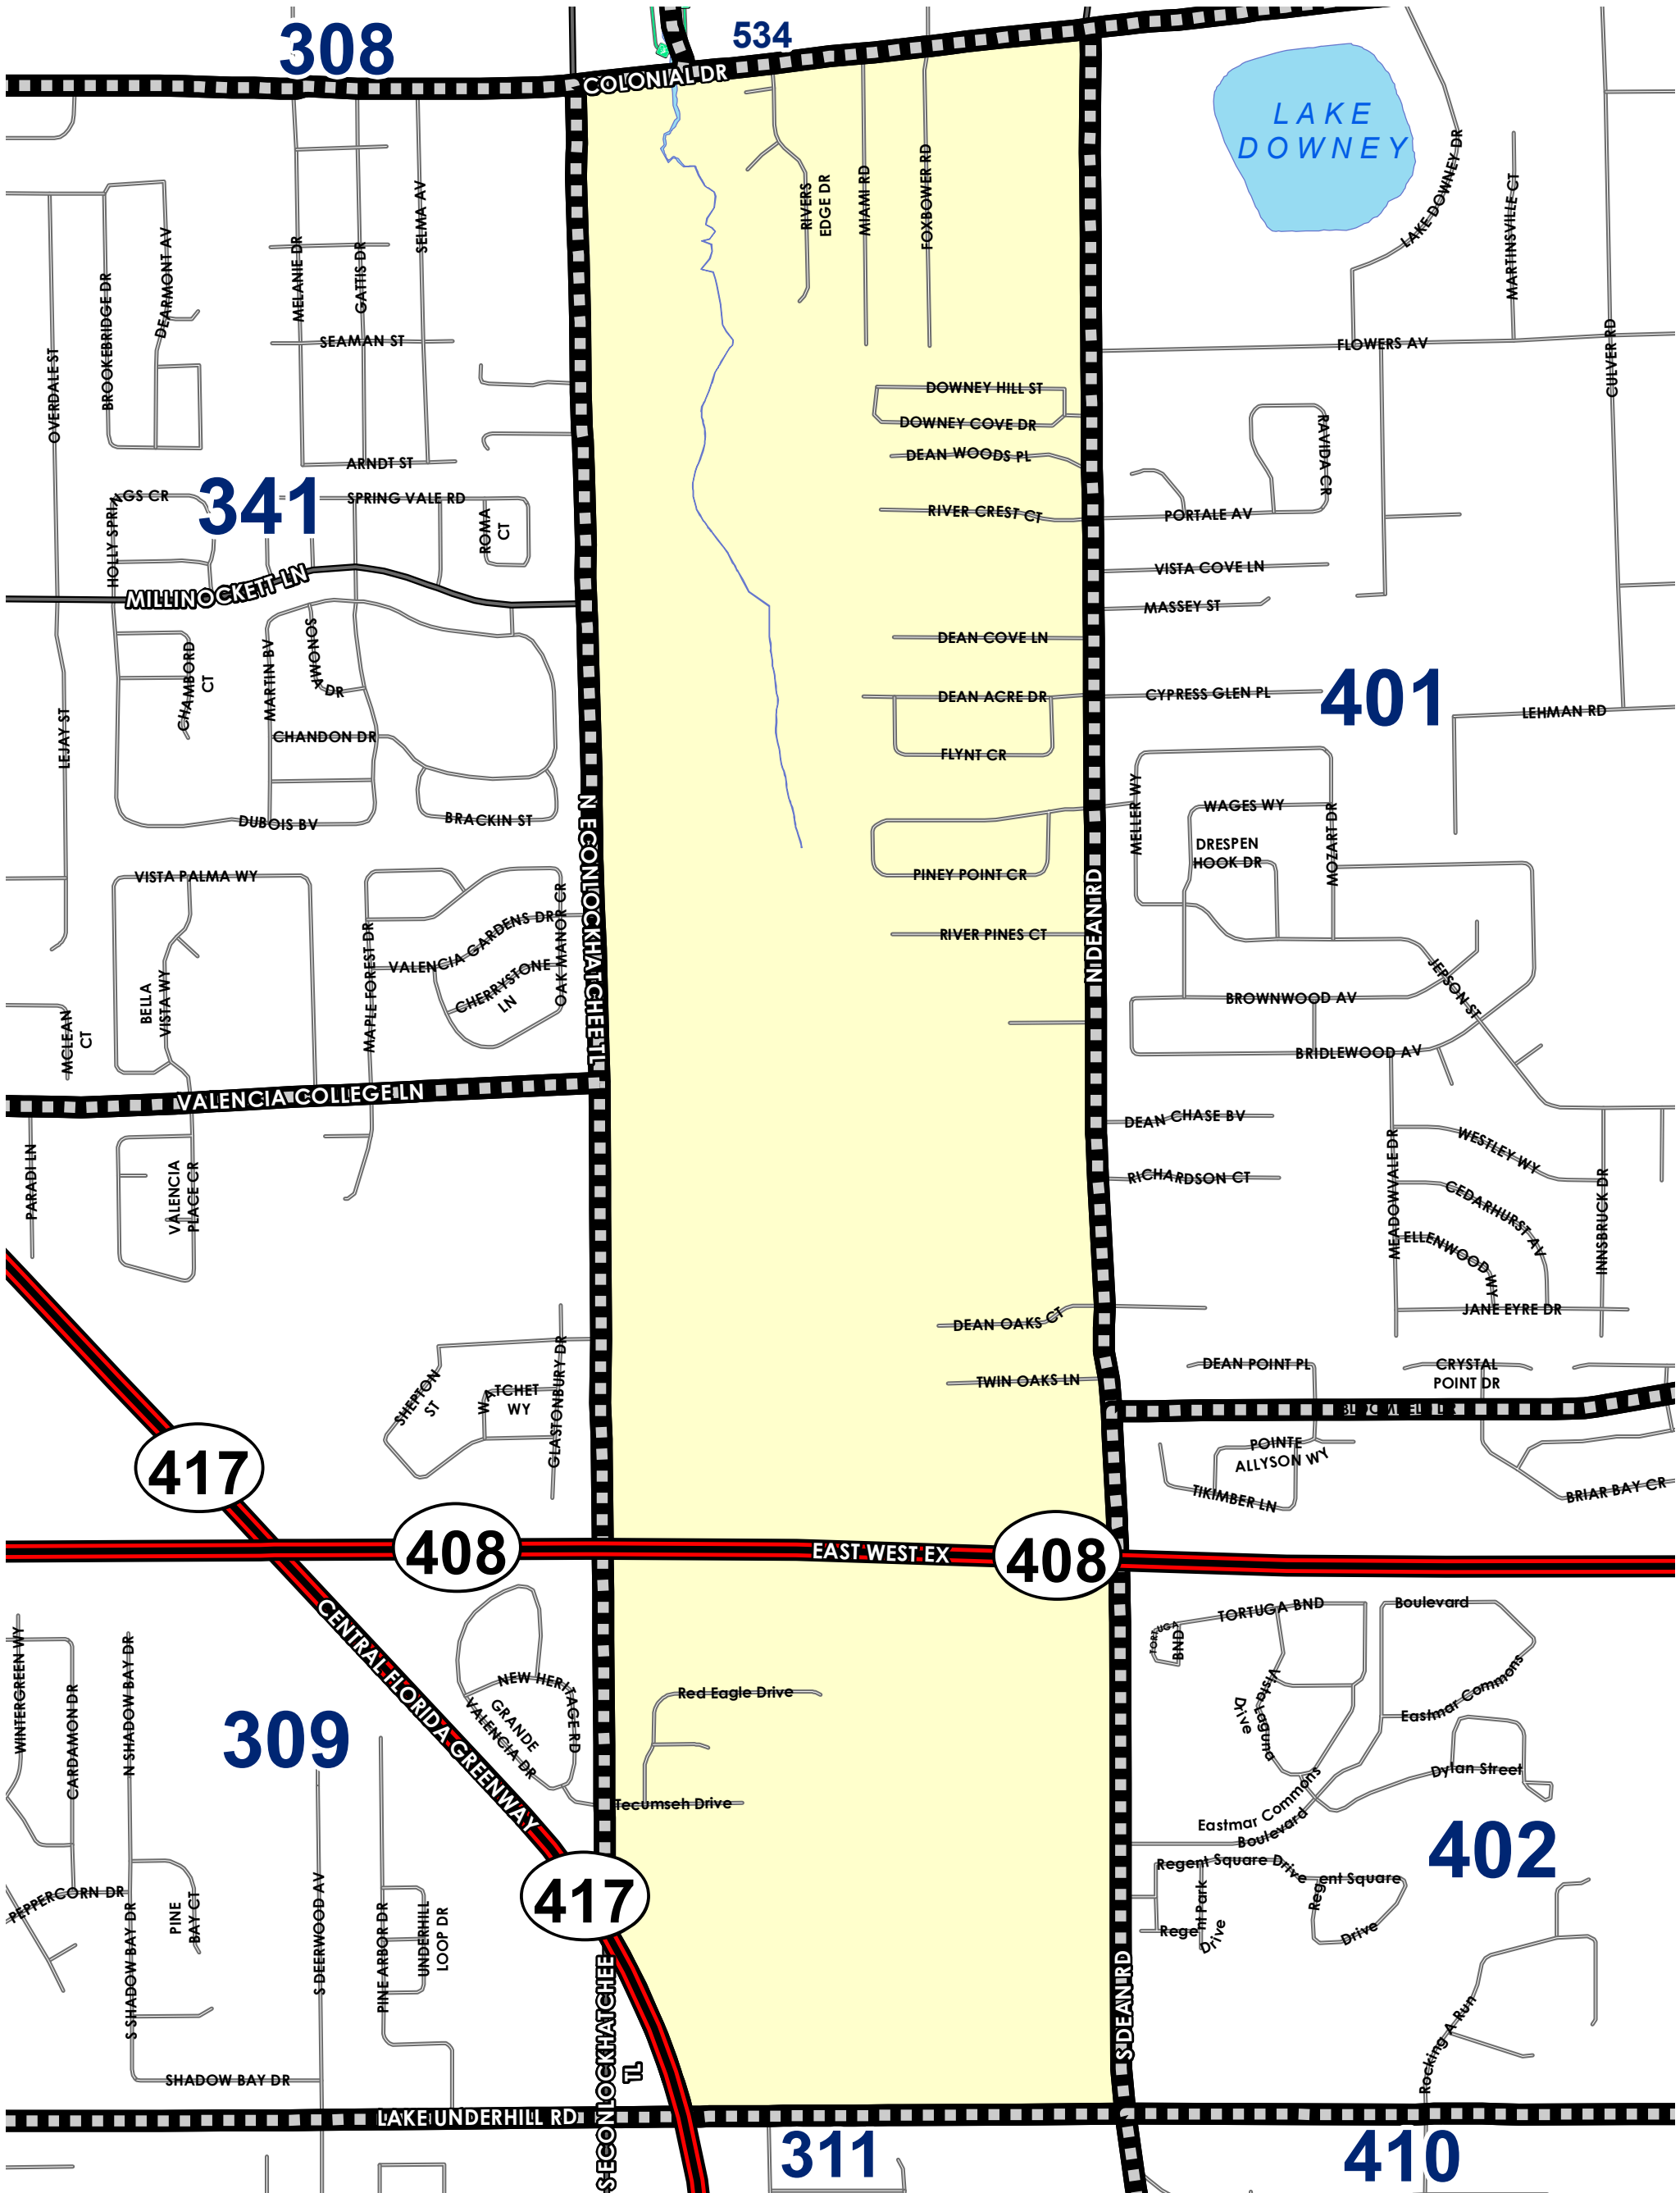 308
534
COLONIAL DR
LAKE
DOWNEY
LAKE DOWNEY DR
MARTINSVILLE CT
CULVER RD
FLOWERS AV
RIVERS
EDGE DR
MIAMI RD
FOXBOWER RD
SELMA AV
GATTIS DR
MELANIE DR
DEARMONT AV
BROOKEBRIDGE DR
OVERDALE ST
SEAMAN ST
ARNDT ST
DOWNEY HILL ST
DOWNEY COVE DR
DEAN WOODS PL
RIVER CREST CT
RAVIDA CR
PORTALE AV
VISTA COVE LN
MASSEY ST
341
SPRING VALE RD
ROMA
CT
MILLINOCKETT LN
CHAMBORD
CT
MARTIN BV
LEJAY ST
CHANDON DR
DUBOIS BV
BRACKIN ST
DEAN COVE LN
DEAN ACRE DR
FLYNT CR
CYPRESS GLEN PL
401
LEHMAN RD
MELLER WY
WAGES WY
DRESPEN
HOOK DR
MOZART DR
PINEY POINT CR
RIVER PINES CT
N DEAN RD
N ECONLOCKHATCHEE TL
VISTA PALMA WY
BELLA
VISTA WY
MCLEAN
CT
MAPLE FOREST DR
VALENCIA GARDENS DR
CHERRYSTONE
LN
OAK MANOR CR
JEPSON ST
BROWNWOOD AV
BRIDLEWOOD AV
VALENCIA COLLEGE LN
PARADI LN
VALENCIA
PLACE CR
DEAN CHASE BV
RICHARDSON CT
MEADOWVALE DR
WESTLEY WY
CEDARHURST AV
ELLENWOOD WY
INNSBRUCK DR
JANE EYRE DR
DEAN OAKS CT
TWIN OAKS LN
DEAN POINT PL
CRYSTAL
POINT DR
SHEPTON
ST
WATCHET
WY
GLASTONBURY DR
POINTE
ALLYSON WY
TIKIMBER LN
BRIAR BAY CR
417
408
EAST WEST EX
408
CENTRAL FLORIDA GREENWAY
NEW HERITAGE RD
GRANDE
VALENCIA DR
Red Eagle Drive
Tecumseh Drive
TORTUGA BND
TORTUGA
BND
Vista Laguna
Drive
Boulevard
Eastmar Commons
Dylan Street
Eastmar Commons
Boulevard
402
Regent Square Drive
Regent Square
Drive
Regent Park
Drive
Rocking A Run
309
WINTERGREEN WY
CARDAMON DR
N SHADOW BAY DR
PEPPERCORN DR
S SHADOW BAY DR
PINE
BAY CT
S DEERWOOD AV
PINE ARBOR DR
UNDERHILL
LOOP DR
SHADOW BAY DR
417
S ECONLOCKHATCHEE
TL
S DEAN RD
LAKE UNDERHILL RD
311
410